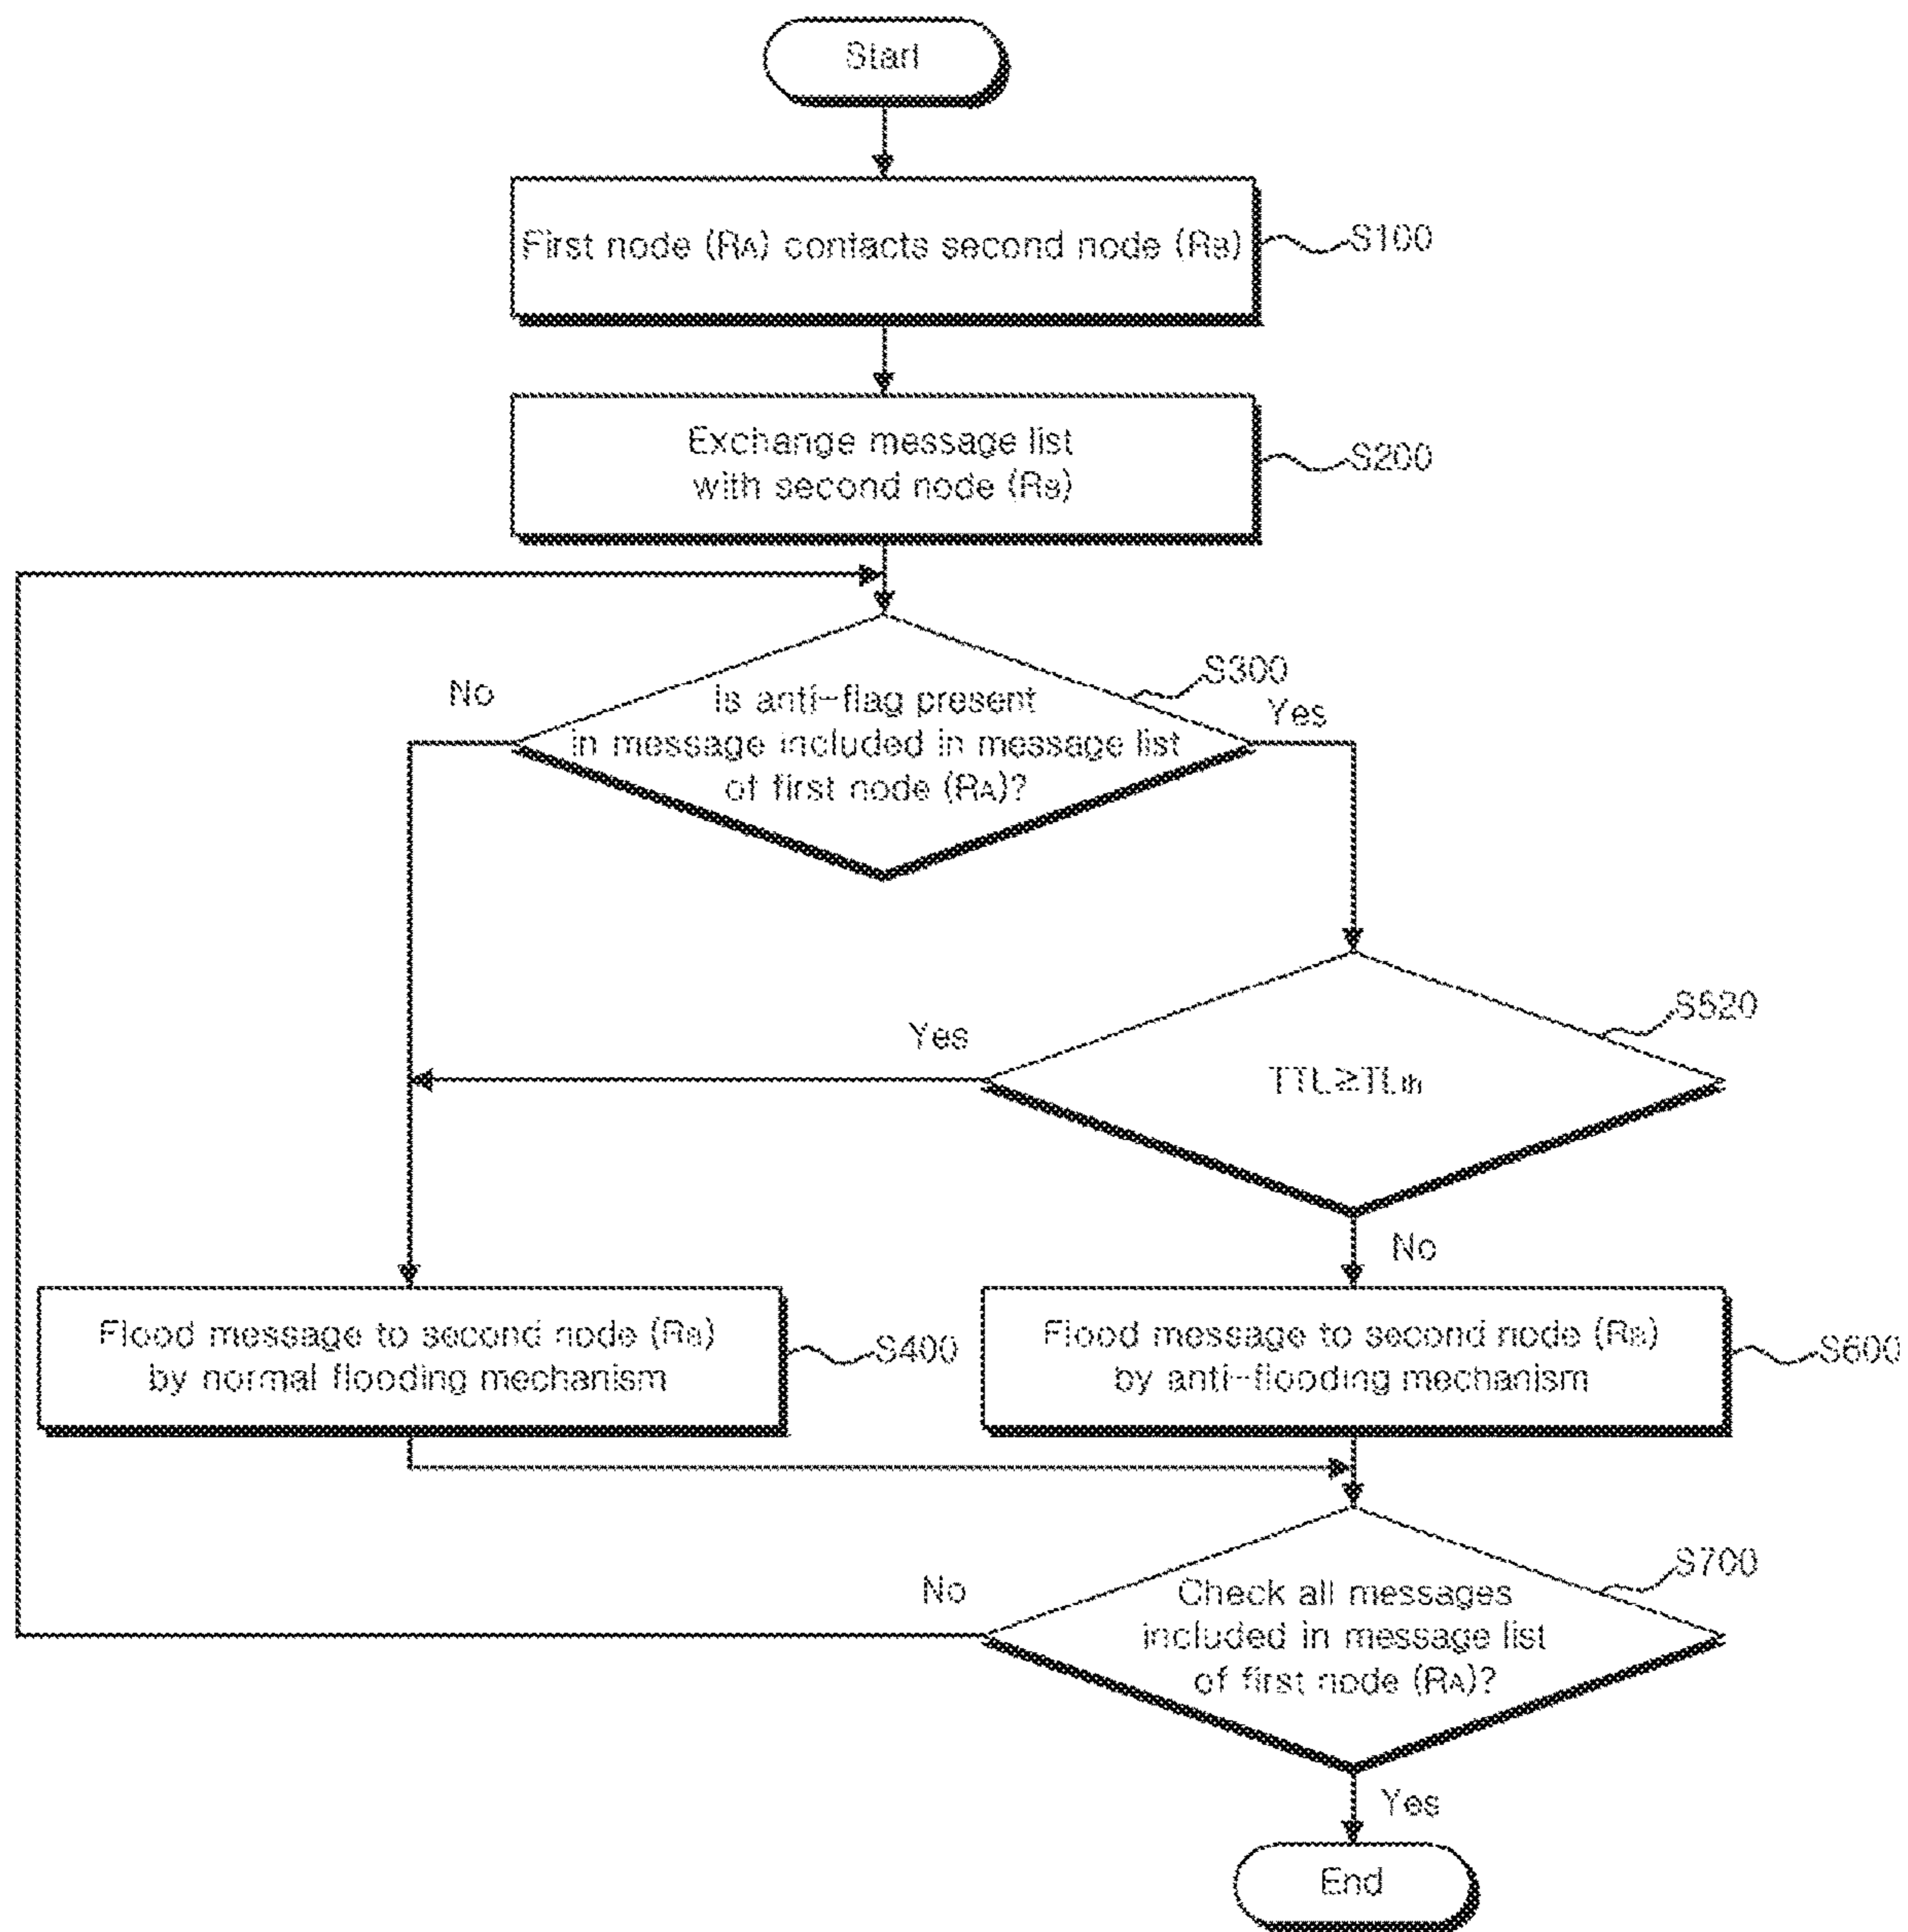 Start
First node (RA) contacts second node (RB)
S100
Exchange message list
with second node (RB)
S200
S300
No
Yes
Is anti-flag present
in message included in message list
of first node (RA)?
S520
Yes
TTL≥TLth
No
Flood message to second node (RB)
by normal flooding mechanism
S400
Flood message to second node (RB)
by anti-flooding mechanism
S600
S700
No
Check all messages
included in message list
of first node (RA)?
Yes
End